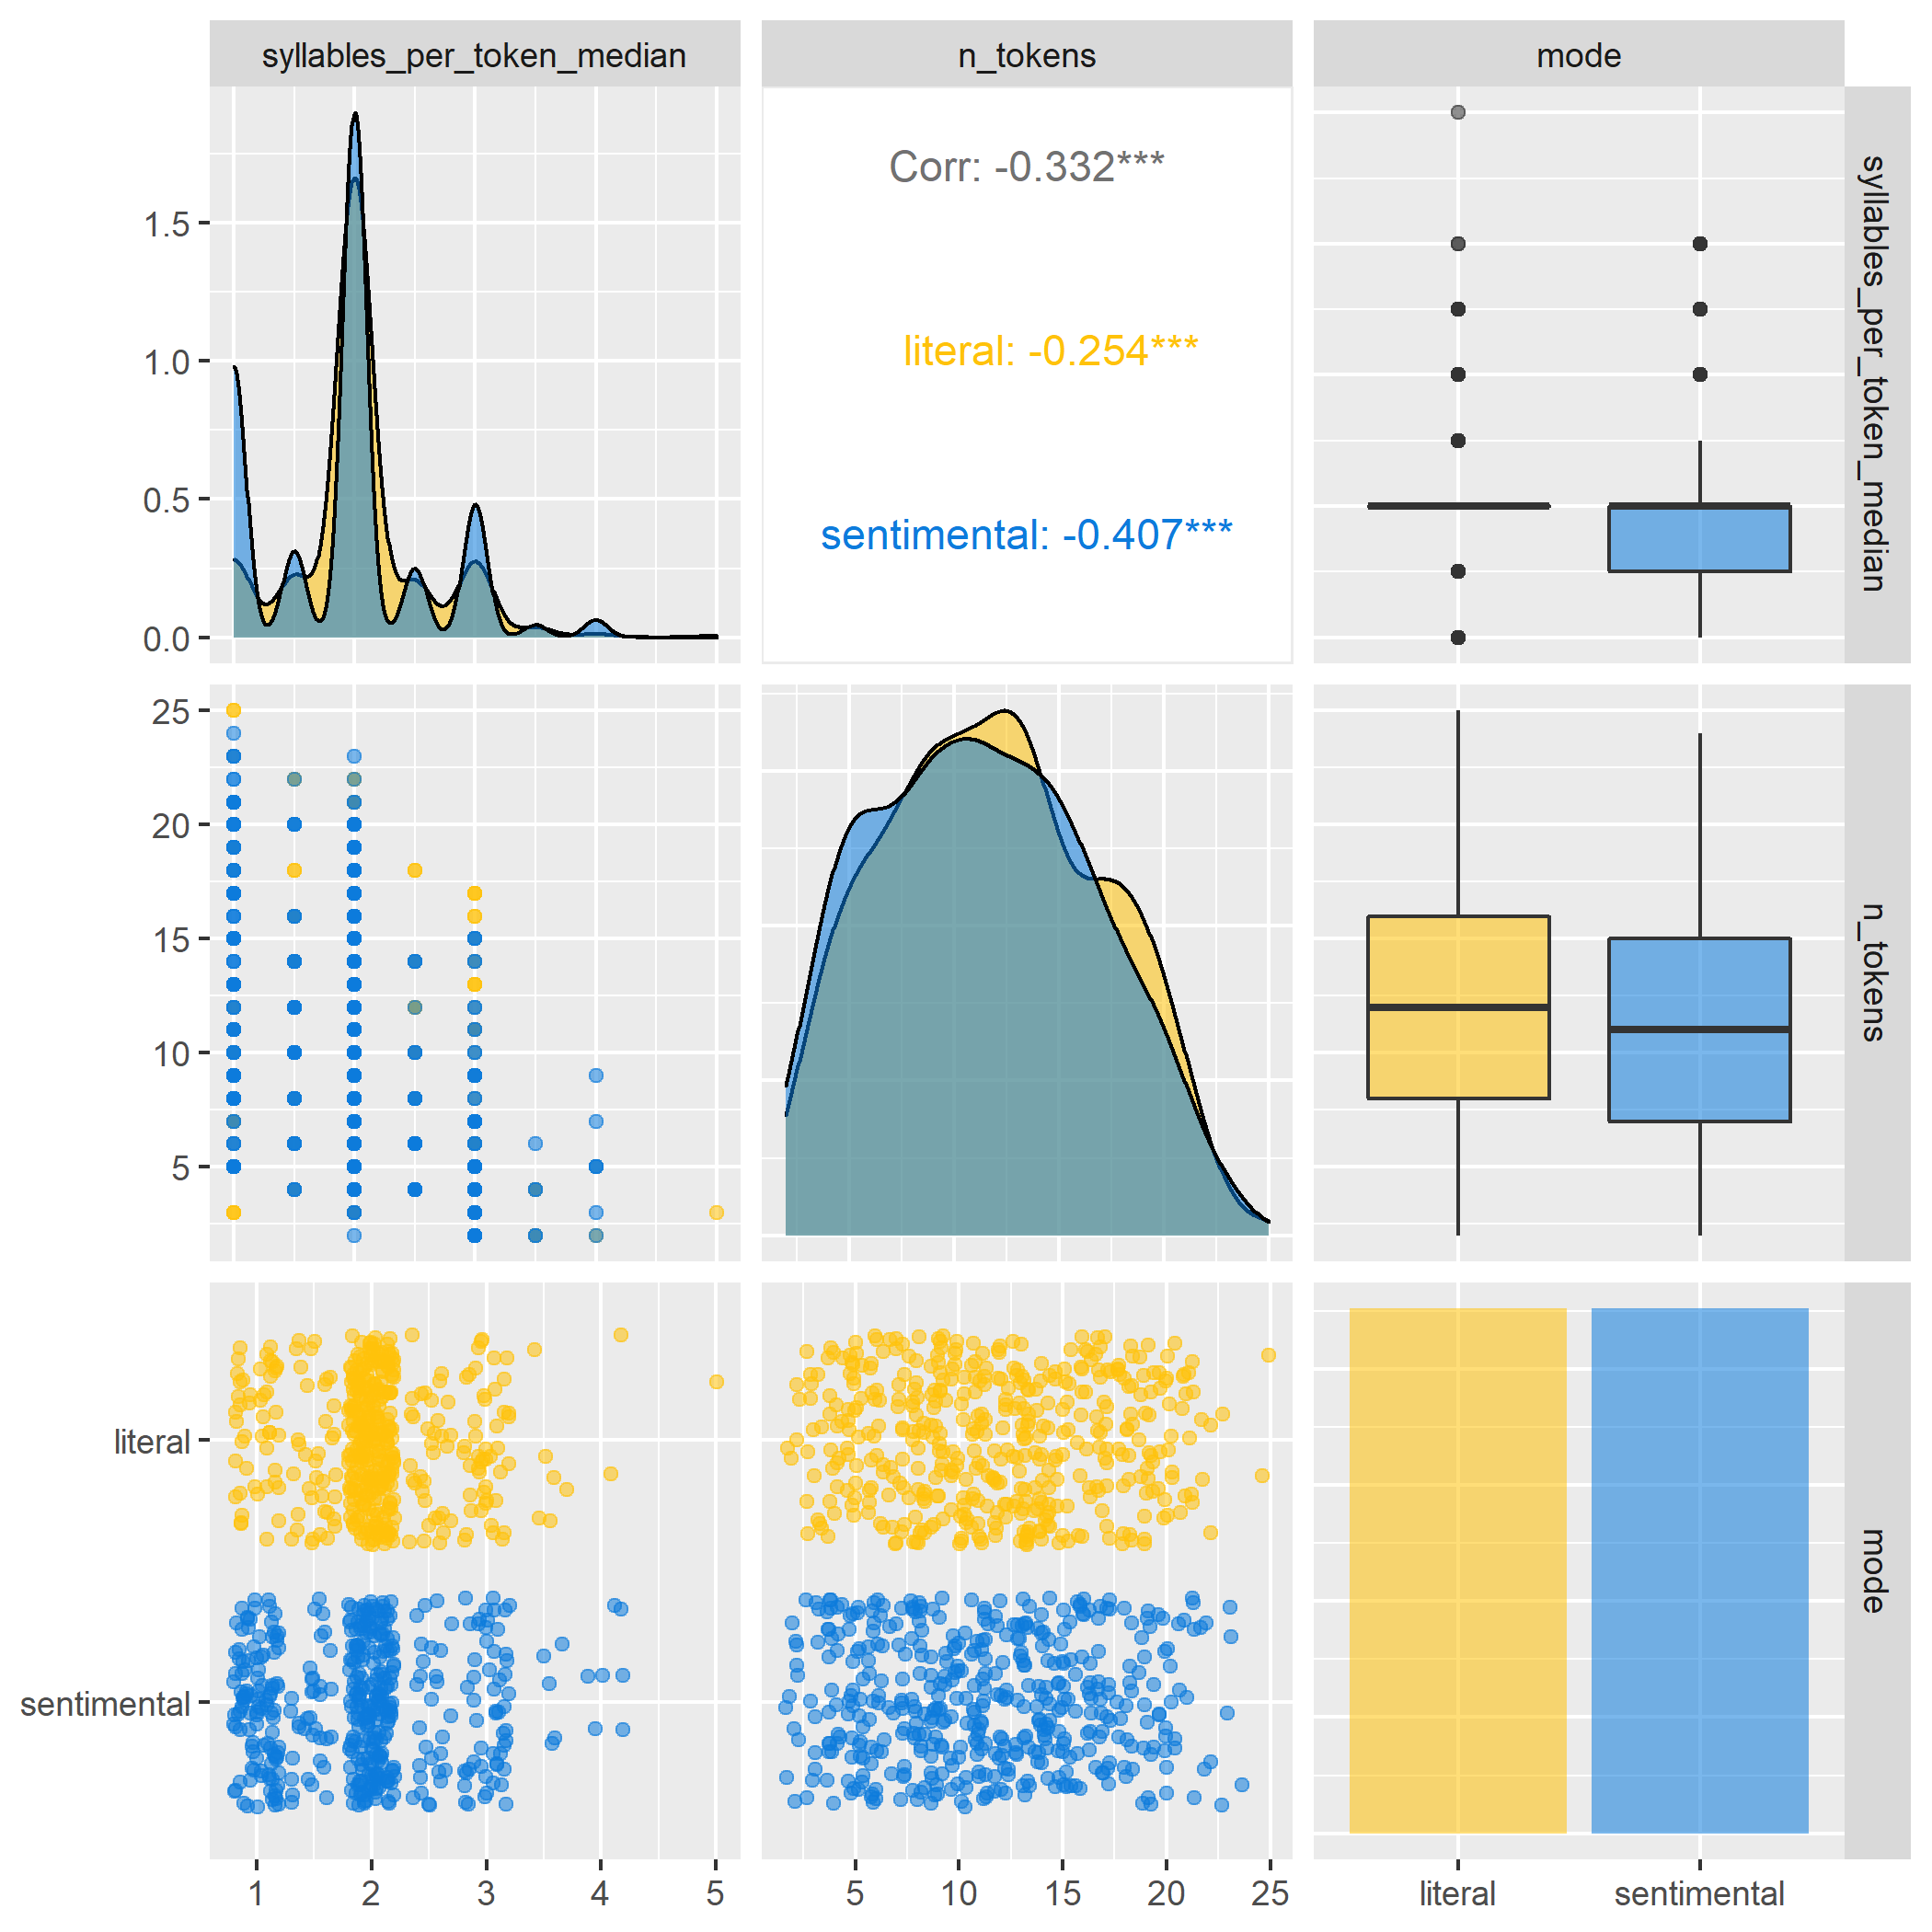 syllables_per_token_median
n_tokens
mode
1.5
1.0
0.5
0.0
Corr: -0.332***
literal: -0.254***
sentimental: -0.407***
syllables_per_token_median
25
20
15
10
5
n_tokens
literal
sentimental
mode
1 2 3 4 5
5 10 15 20 25
literal sentimental